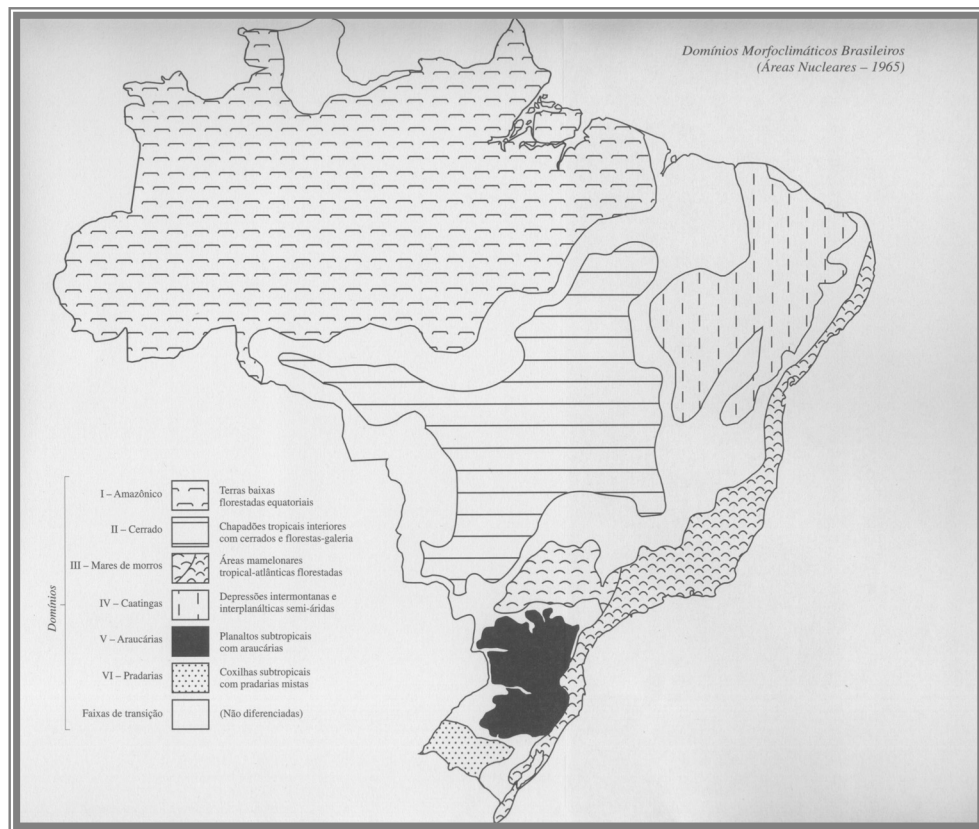 Domínios Morfoclimáticos Brasileiros
(Áreas Nucleares – 1965)
Domínios
I – Amazônico
Terras baixas
florestadas equatoriais
II – Cerrado
Chapadões tropicais interiores
com cerrados e florestas-galeria
III – Mares de morros
Áreas mamelonares
tropical-atlânticas florestadas
IV – Caatingas
Depressões intermontanas e
interplanálticas semi-áridas
V – Araucárias
Planaltos subtropicais
com araucárias
VI – Pradarias
Coxilhas subtropicais
com pradarias mistas
Faixas de transição
(Não diferenciadas)